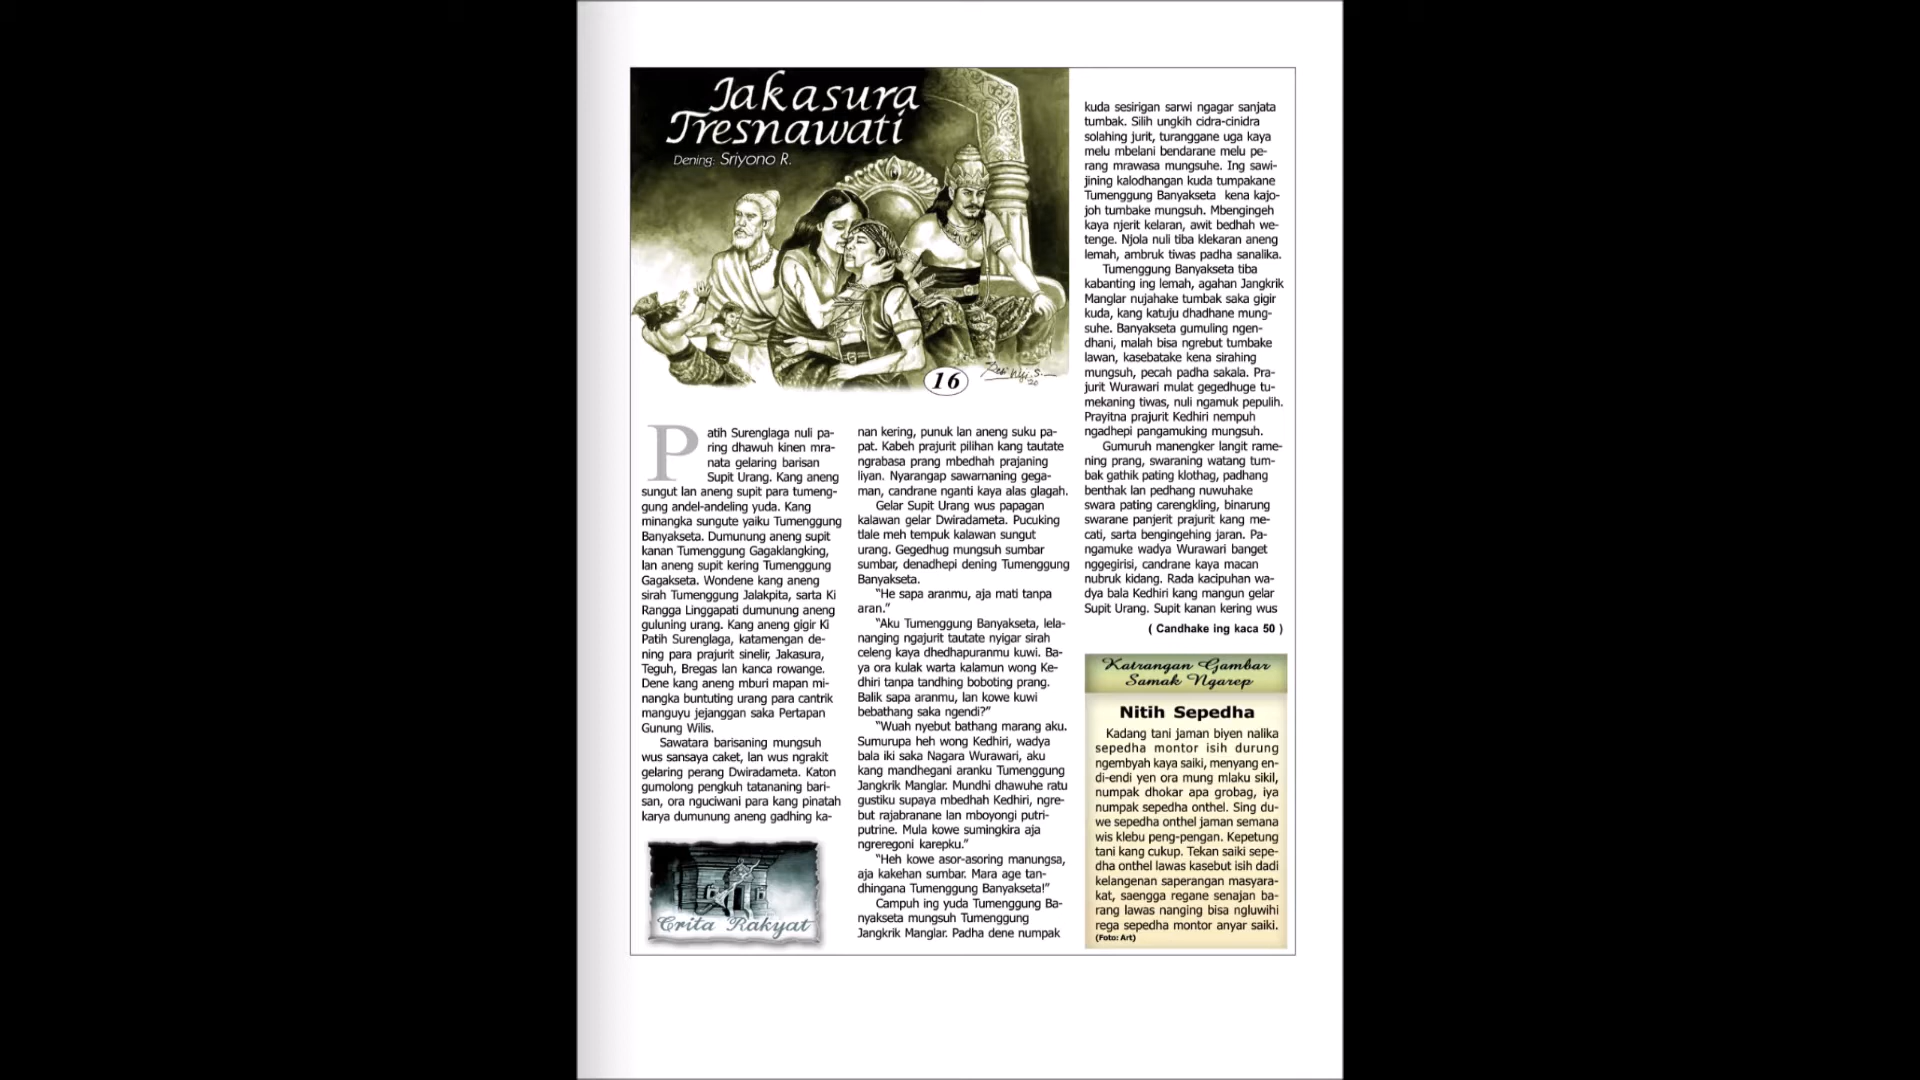 Jakasura
Tresnawati
Dening: Sriyono R.
16
Patih Surenglaga nuli pa-
ring dhawuh kinen mra-
nata gelaring barisan
Supit Urang. Kang aneng
sungut lan aneng supit para tumeng-
gung andel-andeling yuda. Kang
minangka sungute yaiku Tumenggung
Banyakseta. Dumunung aneng supit
kanan Tumenggung Gagaklangking,
lan aneng supit kering Tumenggung
Gagakseta. Wondene kang aneng
sirah Tumenggung Jalakpita, sarta Ki
Rangga Linggapati dumunung aneng
guluning urang. Kang aneng gigir Ki
Patih Surenglaga, katamengan de-
ning para prajurit sinelir, Jakasura,
Teguh, Bregas lan kanca rowange.
Dene kang aneng mburi mapan mi-
nangka buntuting urang para cantrik
manguyu jejanggan saka Pertapan
Gunung Wilis.
Sawatara barisaning mungsuh
wus sansaya caket, lan wus ngrakit
gelaring perang Dwiradameta. Katon
gumolong pengkuh tatananing bari-
san, ora nguciwani para kang pinatah
karya dumunung aneng gadhing ka-
Crita Rakyat
nan kering, punuk lan aneng suku pa-
pat. Kabeh prajurit pilihan kang tautate
ngrabasa prang mbedhah prajaning
liyan. Nyarangap sawarnaning gega-
man, candrane nganti kaya alas glagah.
Gelar Supit Urang wus papagan
kalawan gelar Dwiradameta. Pucuking
tlale meh tempuk kalawan sungut
urang. Gegedhug mungsuh sumbar
sumbar, denadhepi dening Tumenggung
Banyakseta.
"He sapa aranmu, aja mati tanpa
aran."
"Aku Tumenggung Banyakseta, lela-
nanging ngajurit tautate nyigar sirah
celeng kaya dhedhapuranmu kuwi. Ba-
ya ora kulak warta kalamun wong Ke-
dhiri tanpa tandhing boboting prang.
Balik sapa aranmu, lan kowe kuwi
bebathang saka ngendi?"
"Wuah nyebut bathang marang aku.
Sumurupa heh wong Kedhiri, wadya
bala iki saka Nagara Wurawari, aku
kang mandhegani aranku Tumenggung
Jangkrik Manglar. Mundhi dhawuhe ratu
gustiku supaya mbedhah Kedhiri, ngre-
but rajabranane lan mboyongi putri-
putrine. Mula kowe sumingkira aja
ngreregoni karepku."
"Heh kowe asor-asoring manungsa,
aja kakehan sumbar. Mara age tan-
dhingana Tumenggung Banyakseta!"
Campuh ing yuda Tumenggung Ba-
nyakseta mungsuh Tumenggung
Jangkrik Manglar. Padha dene numpak
kuda sesirigan sarwi ngagar sanjata
tumbak. Silih ungkih cidra-cinidra
solahing jurit, turanggane uga kaya
melu mbelani bendarane melu pe-
rang mrawasa mungsuhe. Ing sawi-
jining kalodhangan kuda tumpakane
Tumenggung Banyakseta kena kajo-
joh tumbake mungsuh. Mbengingeh
kaya njerit kelaran, awit bedhah we-
tenge. Njola nuli tiba klekaran aneng
lemah, ambruk tiwas padha sanalika.
Tumenggung Banyakseta tiba
kabanting ing lemah, agahan Jangkrik
Manglar nujahake tumbak saka gigir
kuda, kang katuju dhadhane mung-
suhe. Banyakseta gumuling ngen-
dhani, malah bisa ngrebut tumbake
lawan, kasebatake kena sirahing
mungsuh, pecah padha sakala. Pra-
jurit Wurawari mulat gegedhuge tu-
mekaning tiwas, nuli ngamuk pepulih.
Prayitna prajurit Kedhiri nempuh
ngadhepi pangamuking mungsuh.
Gumuruh manengker langit rame-
ning prang, swaraning watang tum-
bak gathik pating klothag, padhang
benthak lan pedhang nuwuhake
swara pating carengkling, binarung
swarane panjerit prajurit kang me-
cati, sarta bengingehing jaran. Pa-
ngamuke wadya Wurawari banget
nggegirisi, candrane kaya macan
nubruk kidang. Rada kacipuhan wa-
dya bala Kedhiri kang mangun gelar
Supit Urang. Supit kanan kering wus
( Candhake ing kaca 50 )
Katrangan Gambar
Samak Ngarep
Nitih Sepedha
Kadang tani jaman biyen nalika
sepedha montor isih durung
ngembyah kaya saiki, menyang en-
di-endi yen ora mung mlaku sikil,
numpak dhokar apa grobag, iya
numpak sepedha onthel. Sing du-
we sepedha onthel jaman semana
wis klebu peng-pengan. Kepetung
tani kang cukup. Tekan saiki sepe-
dha onthel lawas kasebut isih dadi
kelangenan saperangan masyara-
kat, saengga regane senajan ba-
rang lawas nanging bisa ngluwihi
rega sepedha montor anyar saiki.
(Foto: Art)